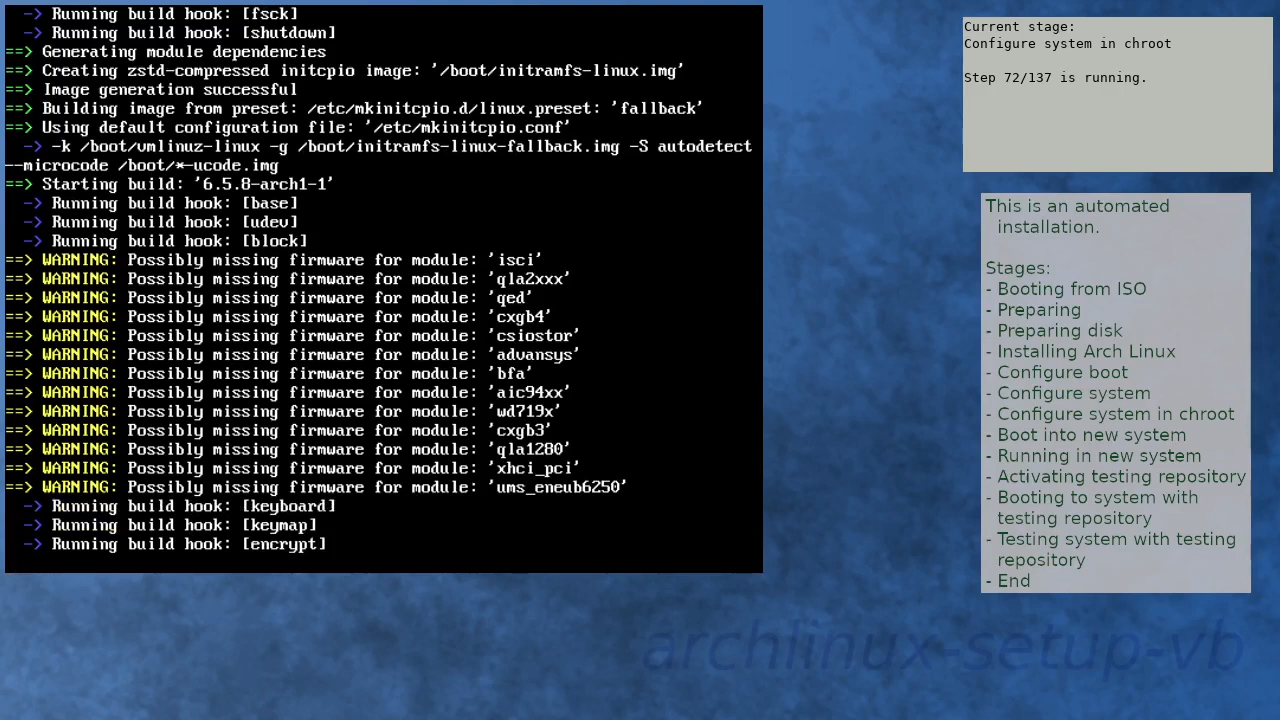 -> Running build hook: [fsck]
-> Running build hook: [shutdown]
==> Generating module dependencies
==> Creating zstd-compressed initcpio image: '/boot/initramfs-linux.img'
==> Image generation successful
==> Building image from preset: /etc/mkinitcpio.d/linux.preset: 'fallback'
==> Using default configuration file: '/etc/mkinitcpio.conf'
-> -k /boot/vmlinuz-linux -g /boot/initramfs-linux-fallback.img -S autodetect
--microcode /boot/*-ucode.img
==> Starting build: '6.5.8-arch1-1'
-> Running build hook: [base]
-> Running build hook: [udev]
-> Running build hook: [block]
==> WARNING: Possibly missing firmware for module: 'isci'
==> WARNING: Possibly missing firmware for module: 'qla2xxx'
==> WARNING: Possibly missing firmware for module: 'qed'
==> WARNING: Possibly missing firmware for module: 'cxgb4'
==> WARNING: Possibly missing firmware for module: 'csiostor'
==> WARNING: Possibly missing firmware for module: 'advansys'
==> WARNING: Possibly missing firmware for module: 'bfa'
==> WARNING: Possibly missing firmware for module: 'aic94xx'
==> WARNING: Possibly missing firmware for module: 'wd719x'
==> WARNING: Possibly missing firmware for module: 'cxgb3'
==> WARNING: Possibly missing firmware for module: 'qla1280'
==> WARNING: Possibly missing firmware for module: 'xhci_pci'
==> WARNING: Possibly missing firmware for module: 'ums_eneub6250'
-> Running build hook: [keyboard]
-> Running build hook: [keymap]
-> Running build hook: [encrypt]
Current stage:
Configure system in chroot
Step 72/137 is running.
This is an automated
installation.
Stages:
- Booting from ISO
- Preparing
- Preparing disk
- Installing Arch Linux
- Configure boot
- Configure system
- Configure system in chroot
- Boot into new system
- Running in new system
- Activating testing repository
- Booting to system with
testing repository
- Testing system with testing
repository
- End
archlinux-setup-vb